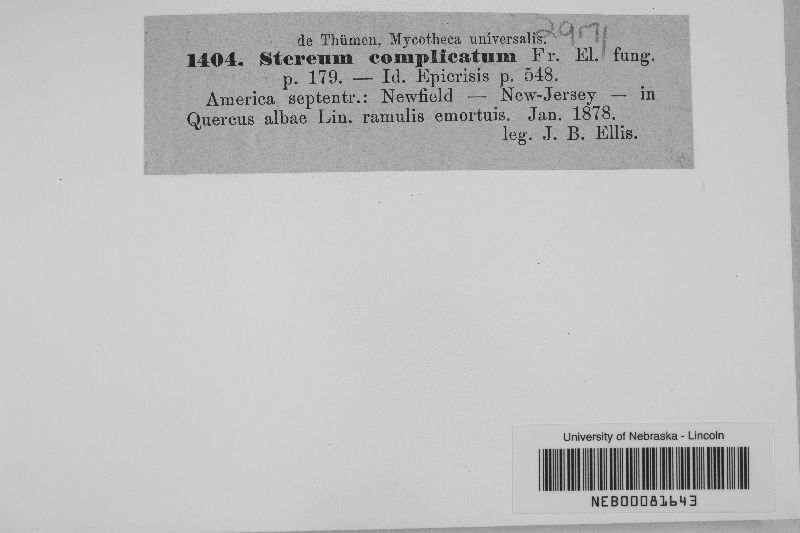 de Thümen, Mycotheca universalis.
1404. Stereum complicatum Fr. El. fung.
p. 179. — Id. Epicrisis p. 548.
America septentr.: Newfield — New-Jersey — in
Quercus albae Lin. ramulis emortuis. Jan. 1878.
leg. J. B. Ellis.
University of Nebraska - Lincoln
NEB00081643